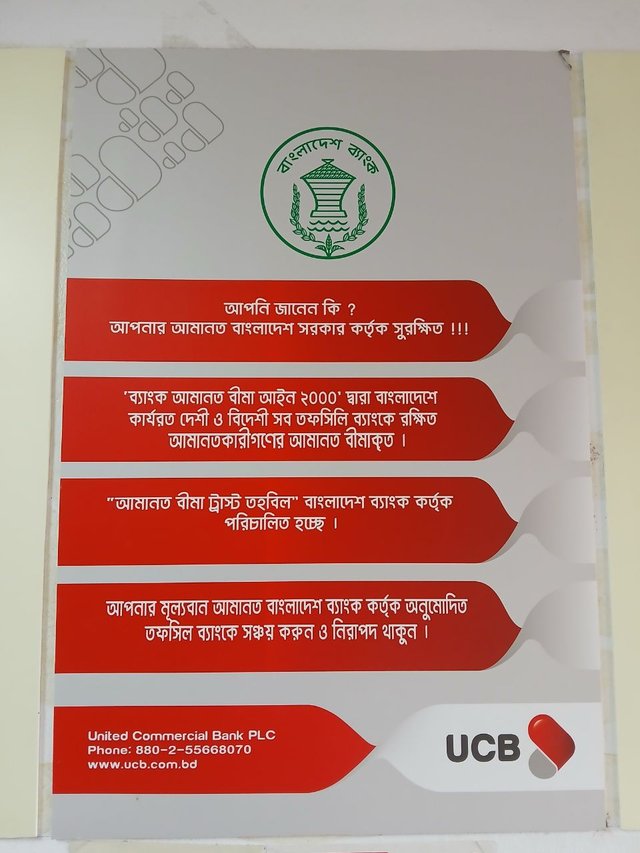 বাংলাদেশ ব্যাংক
আপনি জানেন কি ?
আপনার আমানত বাংলাদেশ সরকার কর্তৃক সুরক্ষিত !!!
'ব্যাংক আমানত বীমা আইন ২০০০' দ্বারা বাংলাদেশে
কার্যরত দেশী ও বিদেশী সব তফসিলি ব্যাংকে রক্ষিত
আমানতকারীগণের আমানত বীমাকৃত ।
"আমানত বীমা ট্রাস্ট তহবিল" বাংলাদেশ ব্যাংক কর্তৃক
পরিচালিত হচ্ছে ।
আপনার মূল্যবান আমানত বাংলাদেশ ব্যাংক কর্তৃক অনুমোদিত
তফসিল ব্যাংকে সঞ্চয় করুন ও নিরাপদ থাকুন ।
United Commercial Bank PLC
Phone: 880-2-55668070
www.ucb.com.bd
UCB